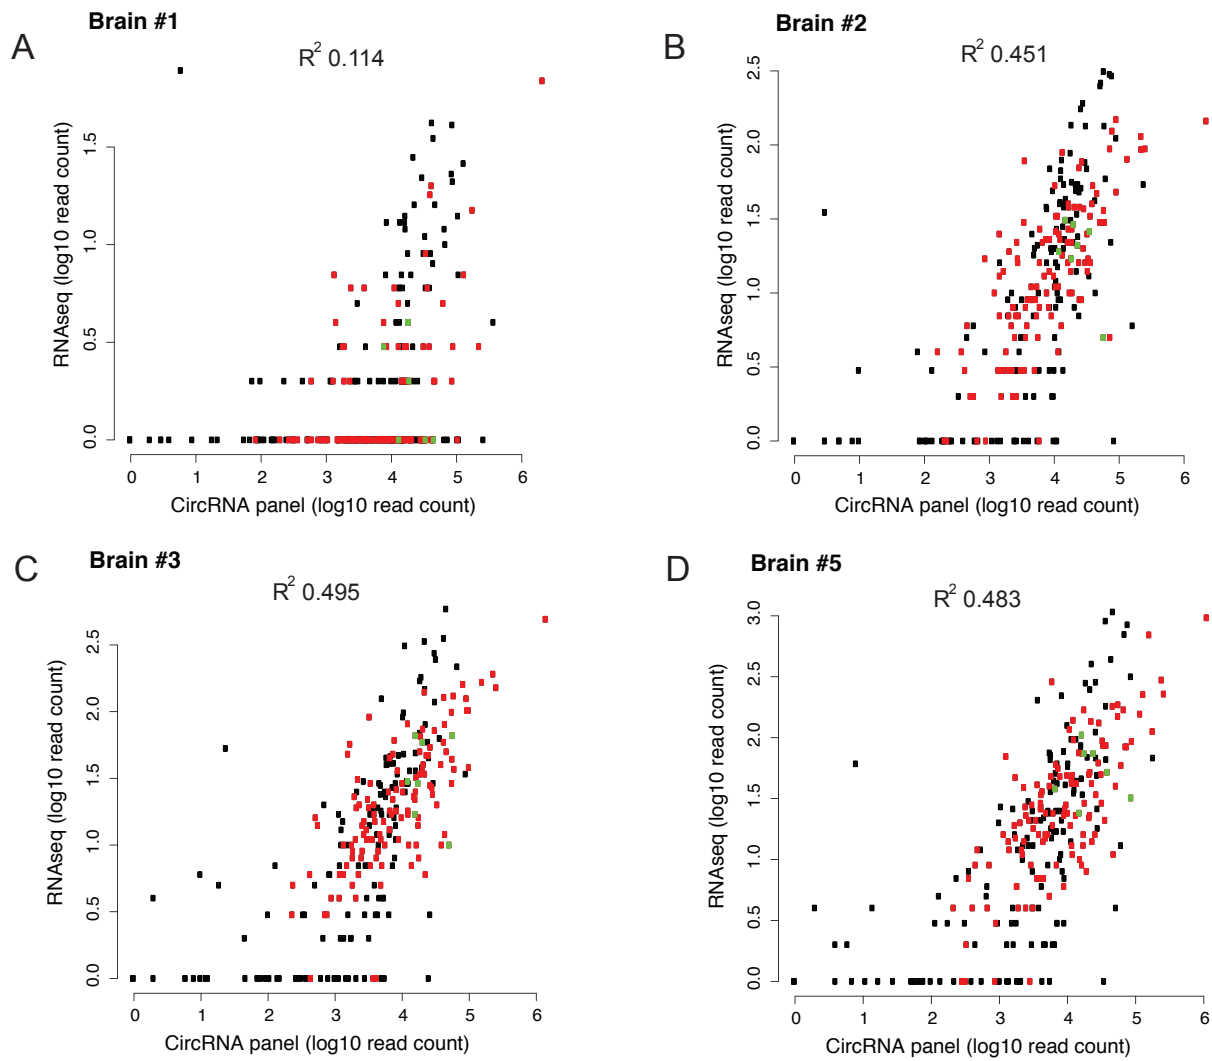 A
Brain #1
R2 0.114
RNAseq (log10 read count)
0.0 0.5 1.0 1.5
0 1 2 3 4 5 6
CircRNA panel (log10 read count)
B
Brain #2
R2 0.451
RNAseq (log10 read count)
0.0 0.5 1.0 1.5 2.0 2.5
0 1 2 3 4 5 6
CircRNA panel (log10 read count)
C
Brain #3
R2 0.495
RNAseq (log10 read count)
0.0 0.5 1.0 1.5 2.0 2.5
0 1 2 3 4 5 6
CircRNA panel (log10 read count)
D
Brain #5
R2 0.483
RNAseq (log10 read count)
0.0 0.5 1.0 1.5 2.0 2.5 3.0
0 1 2 3 4 5 6
CircRNA panel (log10 read count)